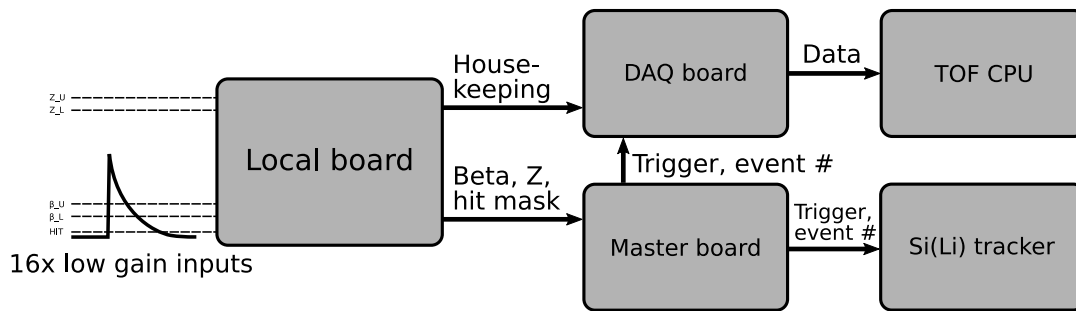 Z_U
Z_L
β_U
β_L
HIT
16x low gain inputs
Local board
House-
keeping
Beta, Z,
hit mask
DAQ board
Data
TOF CPU
Trigger, event #
Master board
Trigger,
event #
Si(Li) tracker